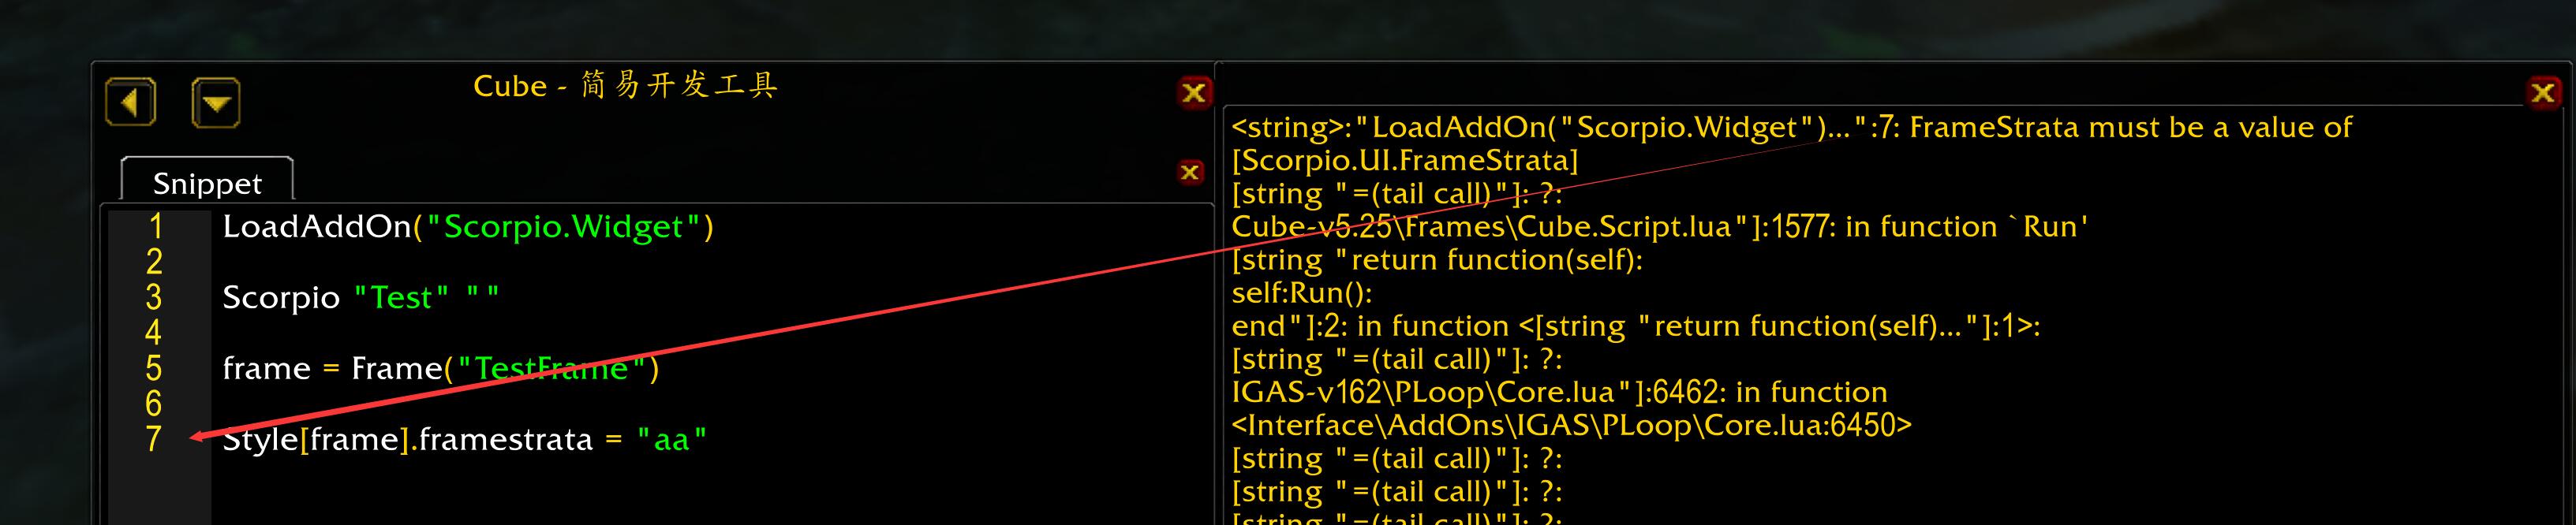 Cube - 简易开发工具
Snippet
1 LoadAddOn("Scorpio.Widget")
2
3 Scorpio "Test" ""
4
5 frame = Frame("TestFrame")
6
7 Style[frame].framestrata = "aa"
<string>:"LoadAddOn("Scorpio.Widget")...":7: FrameStrata must be a value of
[Scorpio.UI.FrameStrata]
[string "=(tail call)"]: ?:
Cube-v5.25\Frames\Cube.Script.lua"]:1577: in function `Run'
[string "return function(self):
self:Run():
end"]:2: in function <[string "return function(self)..."]:1>:
[string "=(tail call)"]: ?:
IGAS-v162\PLoop\Core.lua"]:6462: in function
<Interface\AddOns\IGAS\PLoop\Core.lua:6450>
[string "=(tail call)"]: ?:
[string "=(tail call)"]: ?:
[string "=(tail call)"]: ?: